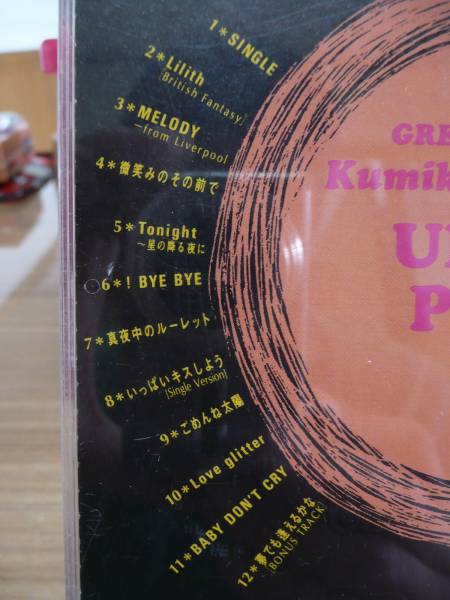 1*SINGLE
2*Lilith
[British Fantasy]
3*MELODY
—from Liverpool
4*微笑みのその前で
5*Tonight
〜星の降る夜に
6*! BYE BYE
7*真夜中のルーレット
8*いっぱいキスしよう
[Single Version]
9*ごめんね太陽
10*Love glitter
11*BABY DON'T CRY
12*夢でも逢えるかな
[BONUS TRACK]
GRE
Kumik
U
P